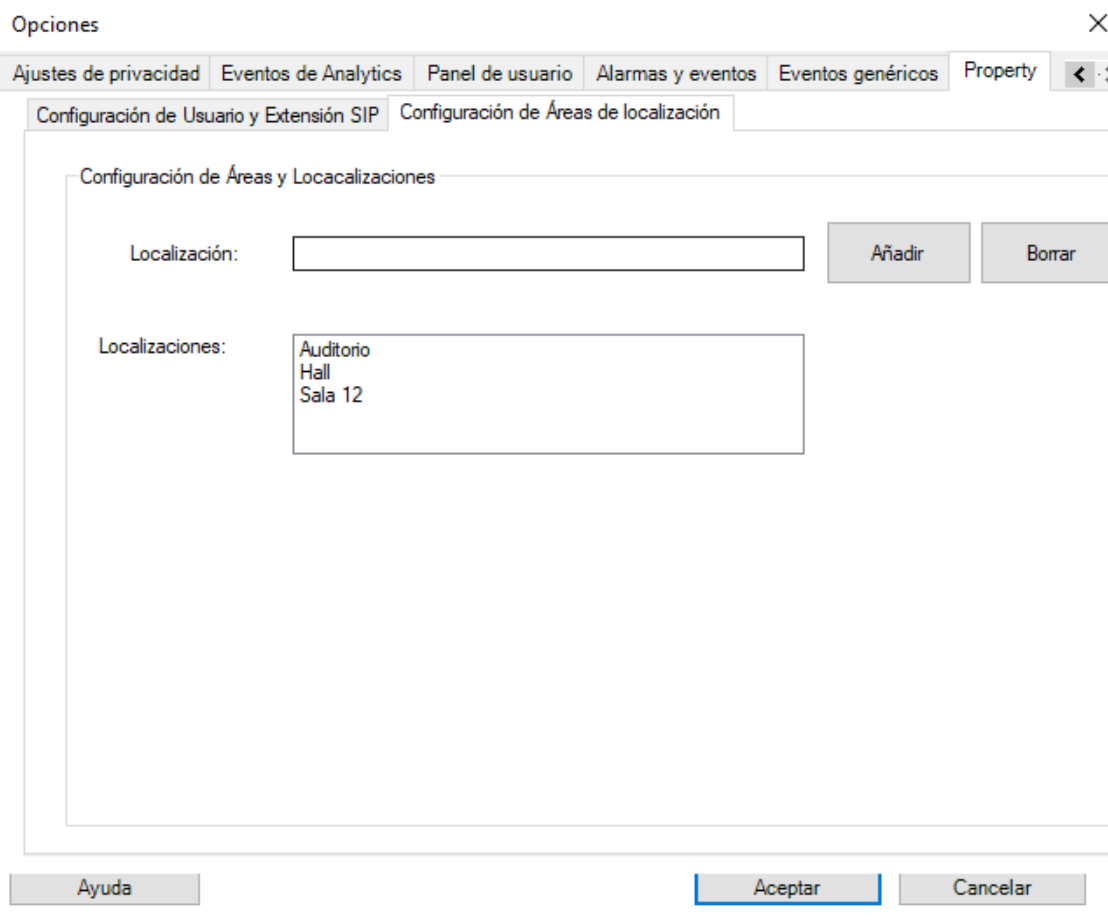 Opciones
Ajustes de privacidad Eventos de Analytics Panel de usuario Alarmas y eventos Eventos genéricos Property
Configuración de Usuario y Extensión SIP Configuración de Áreas de localización
Configuración de Áreas y Locacalizaciones
Localización: Añadir Borrar
Localizaciones:
Auditorio
Hall
Sala 12
Ayuda Aceptar Cancelar